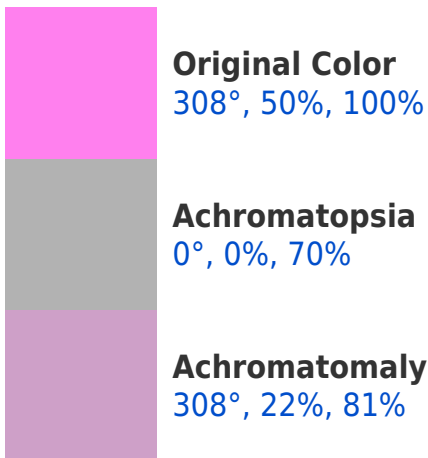 Original Color
308°, 50%, 100%
Achromatopsia
0°, 0%, 70%
Achromatomaly
308°, 22%, 81%